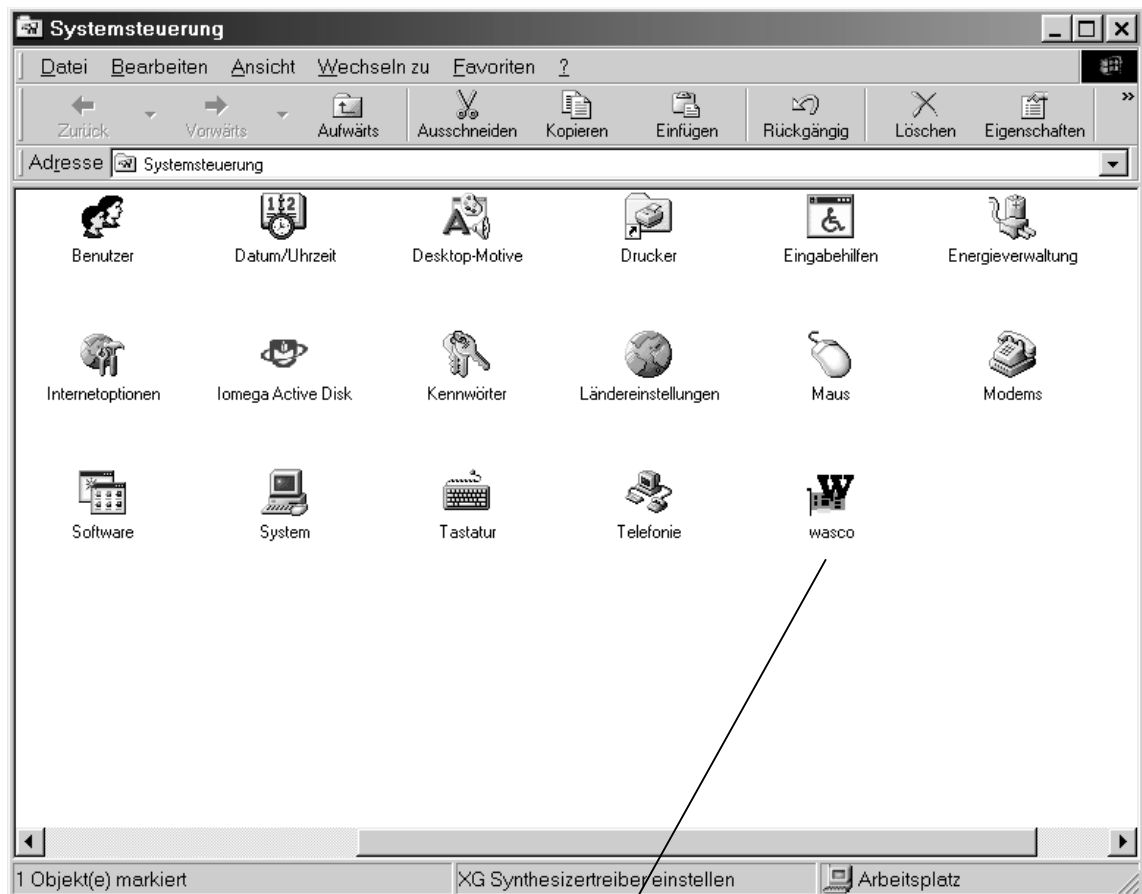 Systemsteuerung
Datei Bearbeiten Ansicht Wechseln zu Favoriten ?
Zurück Vorwärts Aufwärts Ausschneiden Kopieren Einfügen Rückgängig Löschen Eigenschaften »
Adresse Systemsteuerung
Benutzer Datum/Uhrzeit Desktop-Motive Drucker Eingabehilfen Energieverwaltung
Internetoptionen Iomega Active Disk Kennwörter Ländereinstellungen Maus Modems
Software System Tastatur Telefonie wasco
1 Objekt(e) markiert XG Synthesizertreiber einstellen Arbeitsplatz